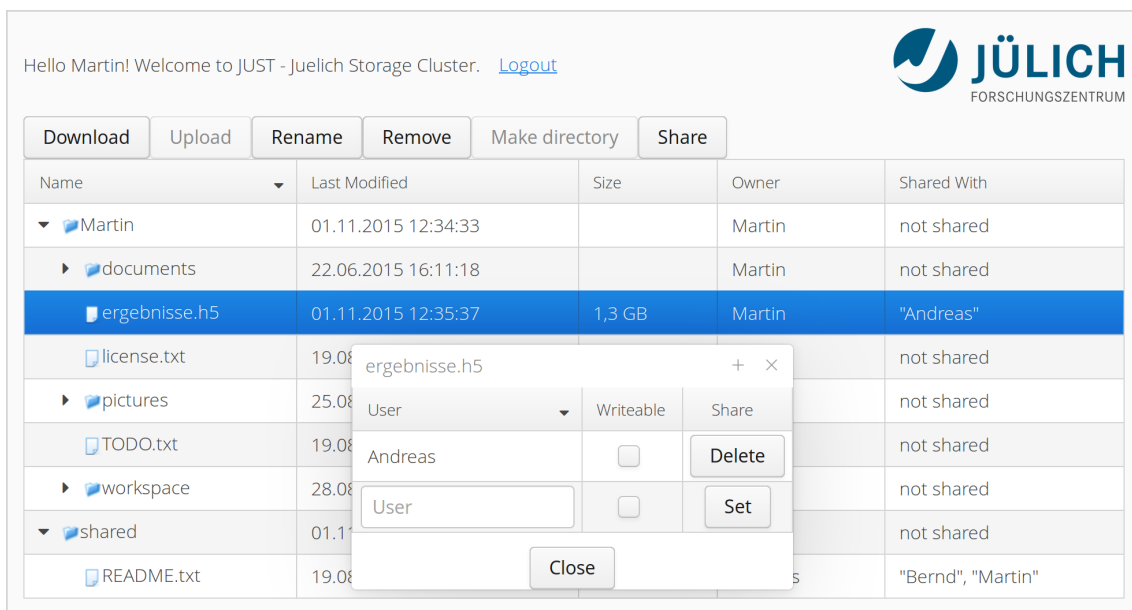 Hello Martin! Welcome to JUST - Juelich Storage Cluster. Logout
JÜLICH
FORSCHUNGSZENTRUM
Download Upload Rename Remove Make directory Share
Name Last Modified Size Owner Shared With
Martin 01.11.2015 12:34:33 Martin not shared
documents 22.06.2015 16:11:18 Martin not shared
ergebnisse.h5 01.11.2015 12:35:37 1,3 GB Martin "Andreas"
license.txt not shared
pictures not shared
TODO.txt not shared
workspace not shared
shared not shared
README.txt "Bernd", "Martin"
ergebnisse.h5
User Writeable Share
Andreas Delete
User Set
Close